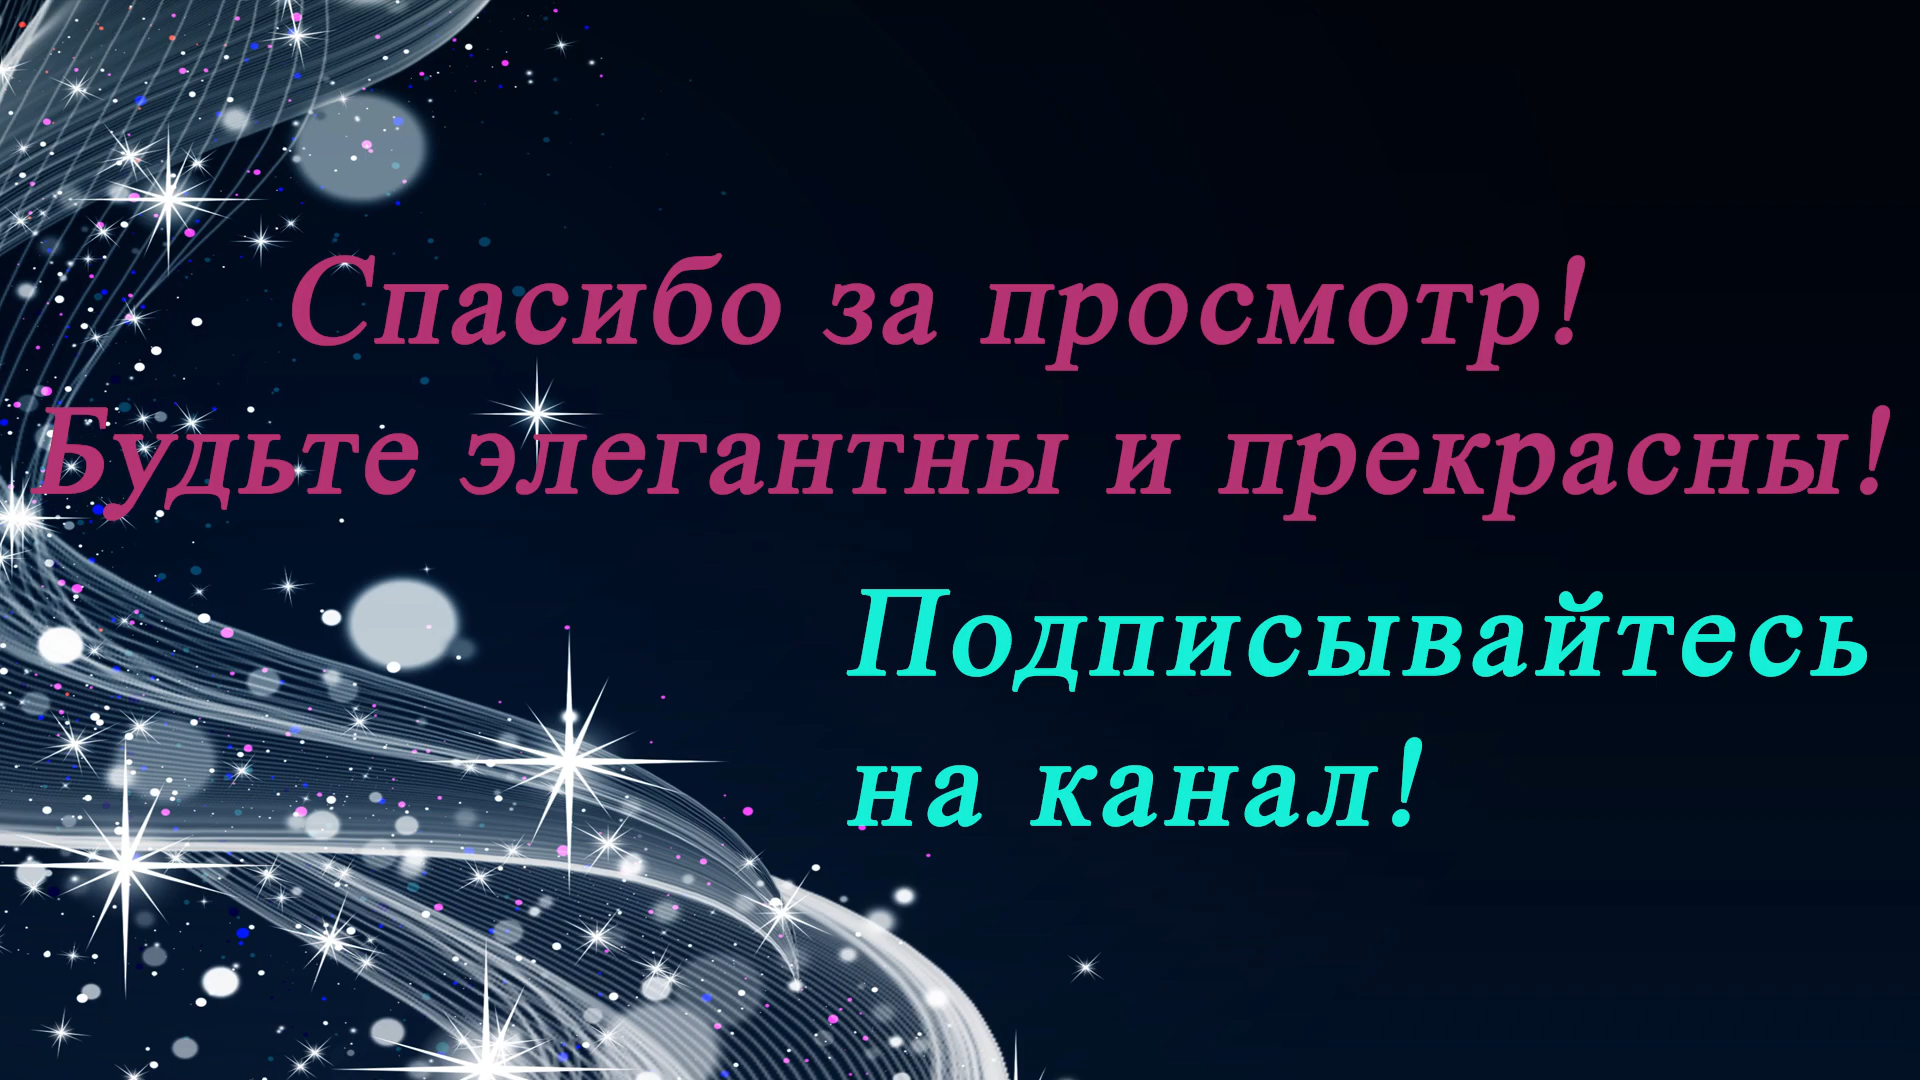 Спасибо за просмотр!
Будьте элегантны и прекрасны!
Подписывайтесь
на канал!